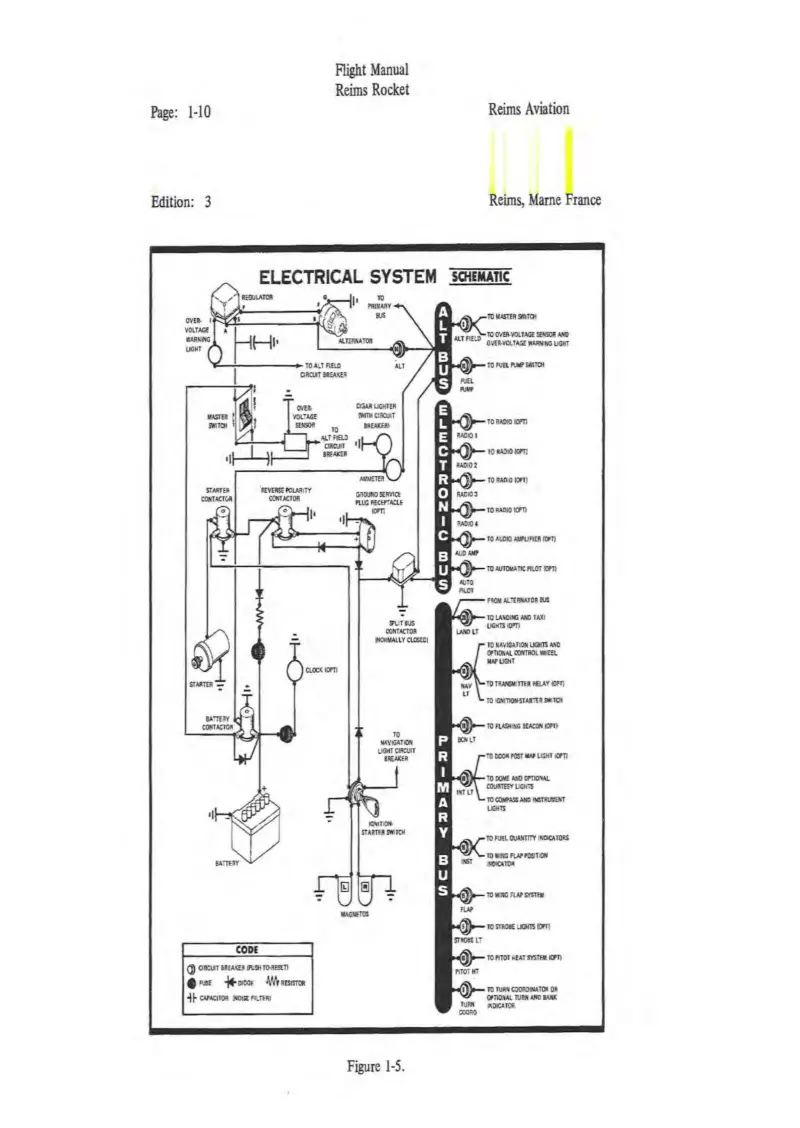 Flight Manual
Reims Rocket
Page: 1-10
Reims Aviation
Edition: 3
Reims, Marne France
ELECTRICAL SYSTEM SCHEMATIC
REGULATOR
OVER-
VOLTAGE
WARNING
LIGHT
TO
PRIMARY
BUS
ALTERNATOR
ALT
TO ALT FIELD
CIRCUIT BREAKER
MASTER
SWITCH
OVER-
VOLTAGE
SENSOR
TO
ALT FIELD
CIRCUIT
BREAKER
CIGAR LIGHTER
(WITH CIRCUIT
BREAKER)
AMMETER
STARTER
CONTACTOR
REVERSE POLARITY
CONTACTOR
GROUND SERVICE
PLUG RECEPTACLE
(OPT)
SPLIT BUS
CONTACTOR
(NORMALLY CLOSED)
STARTER
CLOCK (OPT)
BATTERY
CONTACTOR
TO
NAVIGATION
LIGHT CIRCUIT
BREAKER
IGNITION-
STARTER SWITCH
BATTERY
L
R
MAGNETOS
ALT BUS
ALT FIELD
TO MASTER SWITCH
TO OVER-VOLTAGE SENSOR AND
OVER-VOLTAGE WARNING LIGHT
FUEL
PUMP
TO FUEL PUMP SWITCH
ELECTRONIC BUS
RADIO 1
TO RADIO (OPT)
RADIO 2
TO RADIO (OPT)
RADIO 3
TO RADIO (OPT)
RADIO 4
TO RADIO (OPT)
AUD AMP
TO AUDIO AMPLIFIER (OPT)
AUTO
PILOT
TO AUTOMATIC PILOT (OPT)
PRIMARY BUS
FROM ALTERNATOR BUS
LAND LT
TO LANDING AND TAXI
LIGHTS (OPT)
NAV
LT
TO NAVIGATION LIGHTS AND
OPTIONAL CONTROL WHEEL
MAP LIGHT
TO TRANSMITTER RELAY (OPT)
TO IGNITION-STARTER SWITCH
BCN LT
TO FLASHING BEACON (OPT)
INT LT
TO DOOR POST MAP LIGHT (OPT)
TO DOME AND OPTIONAL
COURTESY LIGHTS
TO COMPASS AND INSTRUMENT
LIGHTS
INST
TO FUEL QUANTITY INDICATORS
TO WING FLAP POSITION
INDICATOR
FLAP
TO WING FLAP SYSTEM
STROBE LT
TO STROBE LIGHTS (OPT)
PITOT HT
TO PITOT HEAT SYSTEM (OPT)
TURN
COORD
TO TURN COORDINATOR OR
OPTIONAL TURN AND BANK
INDICATOR
CODE
CIRCUIT BREAKER (PUSH-TO-RESET)
FUSE DIODE RESISTOR
CAPACITOR (NOISE FILTER)
Figure 1-5.